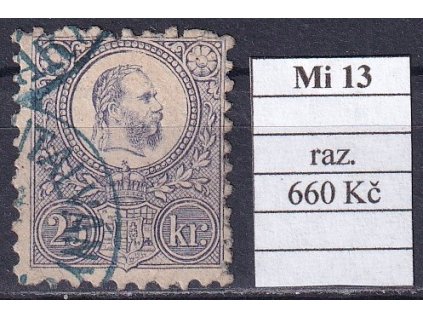 25 kr.
Mi 13
raz.
660 Kč